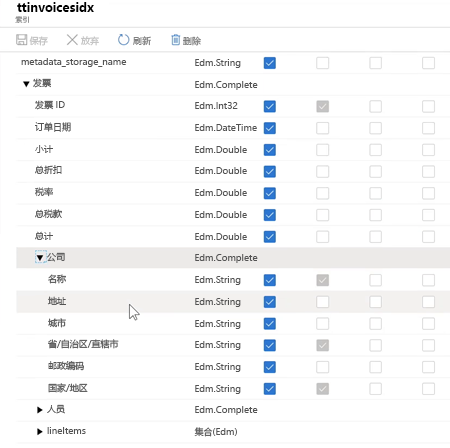 ttinvoicesidx
索引
保存 放弃 刷新 删除
metadata_storage_name Edm.String
发票 Edm.Complete
发票 ID Edm.Int32
订单日期 Edm.DateTime
小计 Edm.Double
总折扣 Edm.Double
税率 Edm.Double
总税款 Edm.Double
总计 Edm.Double
公司 Edm.Complete
名称 Edm.String
地址 Edm.String
城市 Edm.String
省/自治区/直辖市 Edm.String
邮政编码 Edm.String
国家/地区 Edm.String
人员 Edm.Complete
lineItems 集合(Edm)